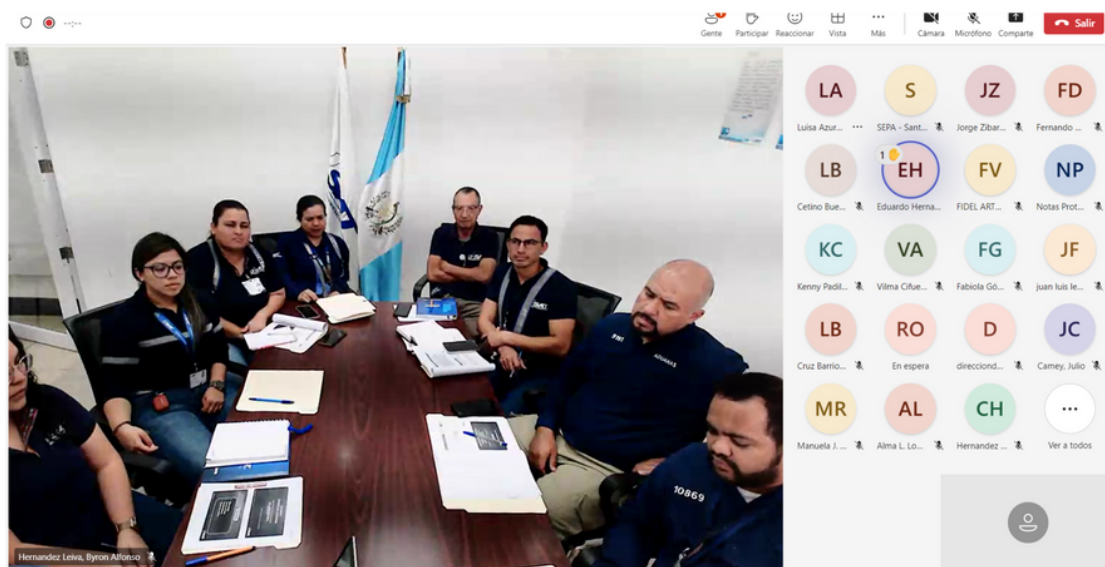 --:--
Gente Participar Reaccionar Vista Más Cámara Micrófono Comparte Salir
LA S JZ FD
Luisa Azur... SEPA - Sant... Jorge Zibar... Fernando ...
LB 1 EH FV NP
Cetino Bue... Eduardo Herna... FIDEL ART... Notas Prot...
KC VA FG JF
Kenny Padil... Vilma Cifue... Fabiola Gó... juan luis le...
LB RO D JC
Cruz Barrio... En espera direcciond... Camey, Julio
MR AL CH ...
Manuela J. ... Alma L. Lo... Hernandez ... Ver a todos
ADUANAS
10869
Hernandez Leiva, Byron Alfonso